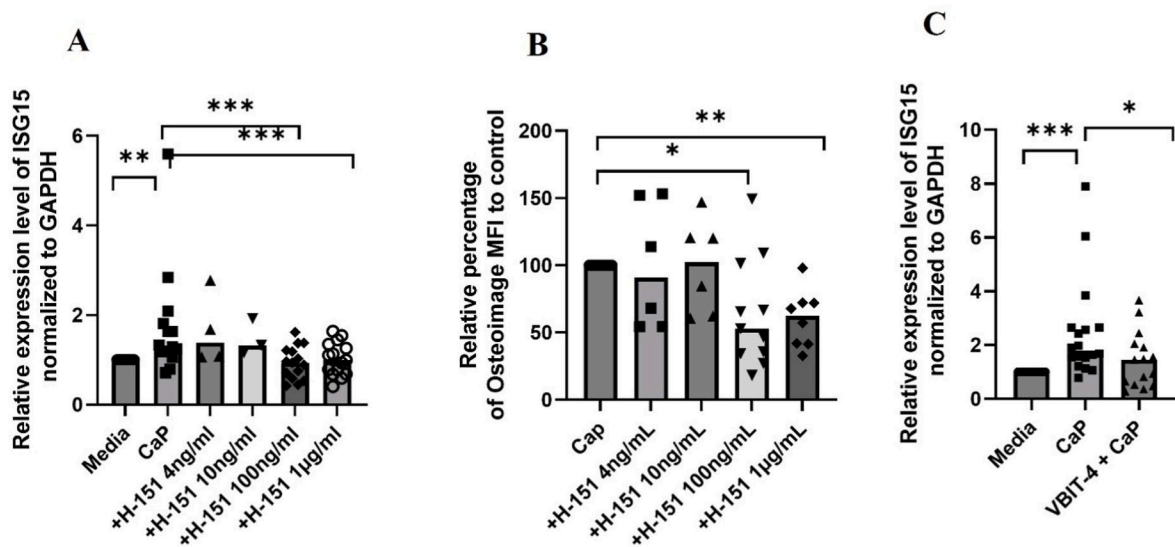 A
Relative expression level of ISG15
normalized to GAPDH
6
4
2
0
**
***
***
Media
CaP
+H-151 4ng/ml
+H-151 10ng/ml
+H-151 100ng/ml
+H-151 1µg/ml
B
Relative percentage
of Osteoimage MFI to control
200
150
100
50
0
*
**
Cap
+H-151 4ng/mL
+H-151 10ng/mL
+H-151 100ng/mL
+H-151 1µg/mL
C
Relative expression level of ISG15
normalized to GAPDH
10
8
6
4
2
0
***
*
Media
CaP
VBIT-4 + CaP